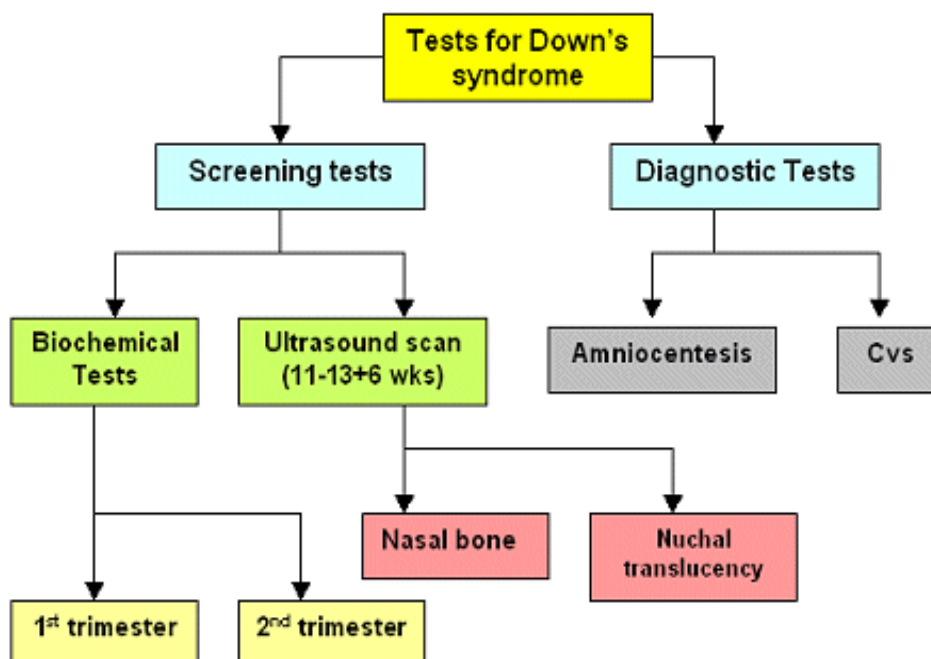 Tests for Down's
syndrome
Screening tests
Diagnostic Tests
Biochemical
Tests
Ultrasound scan
(11-13+6 wks)
Amniocentesis
Cvs
Nasal bone
Nuchal
translucency
1st trimester
2nd trimester